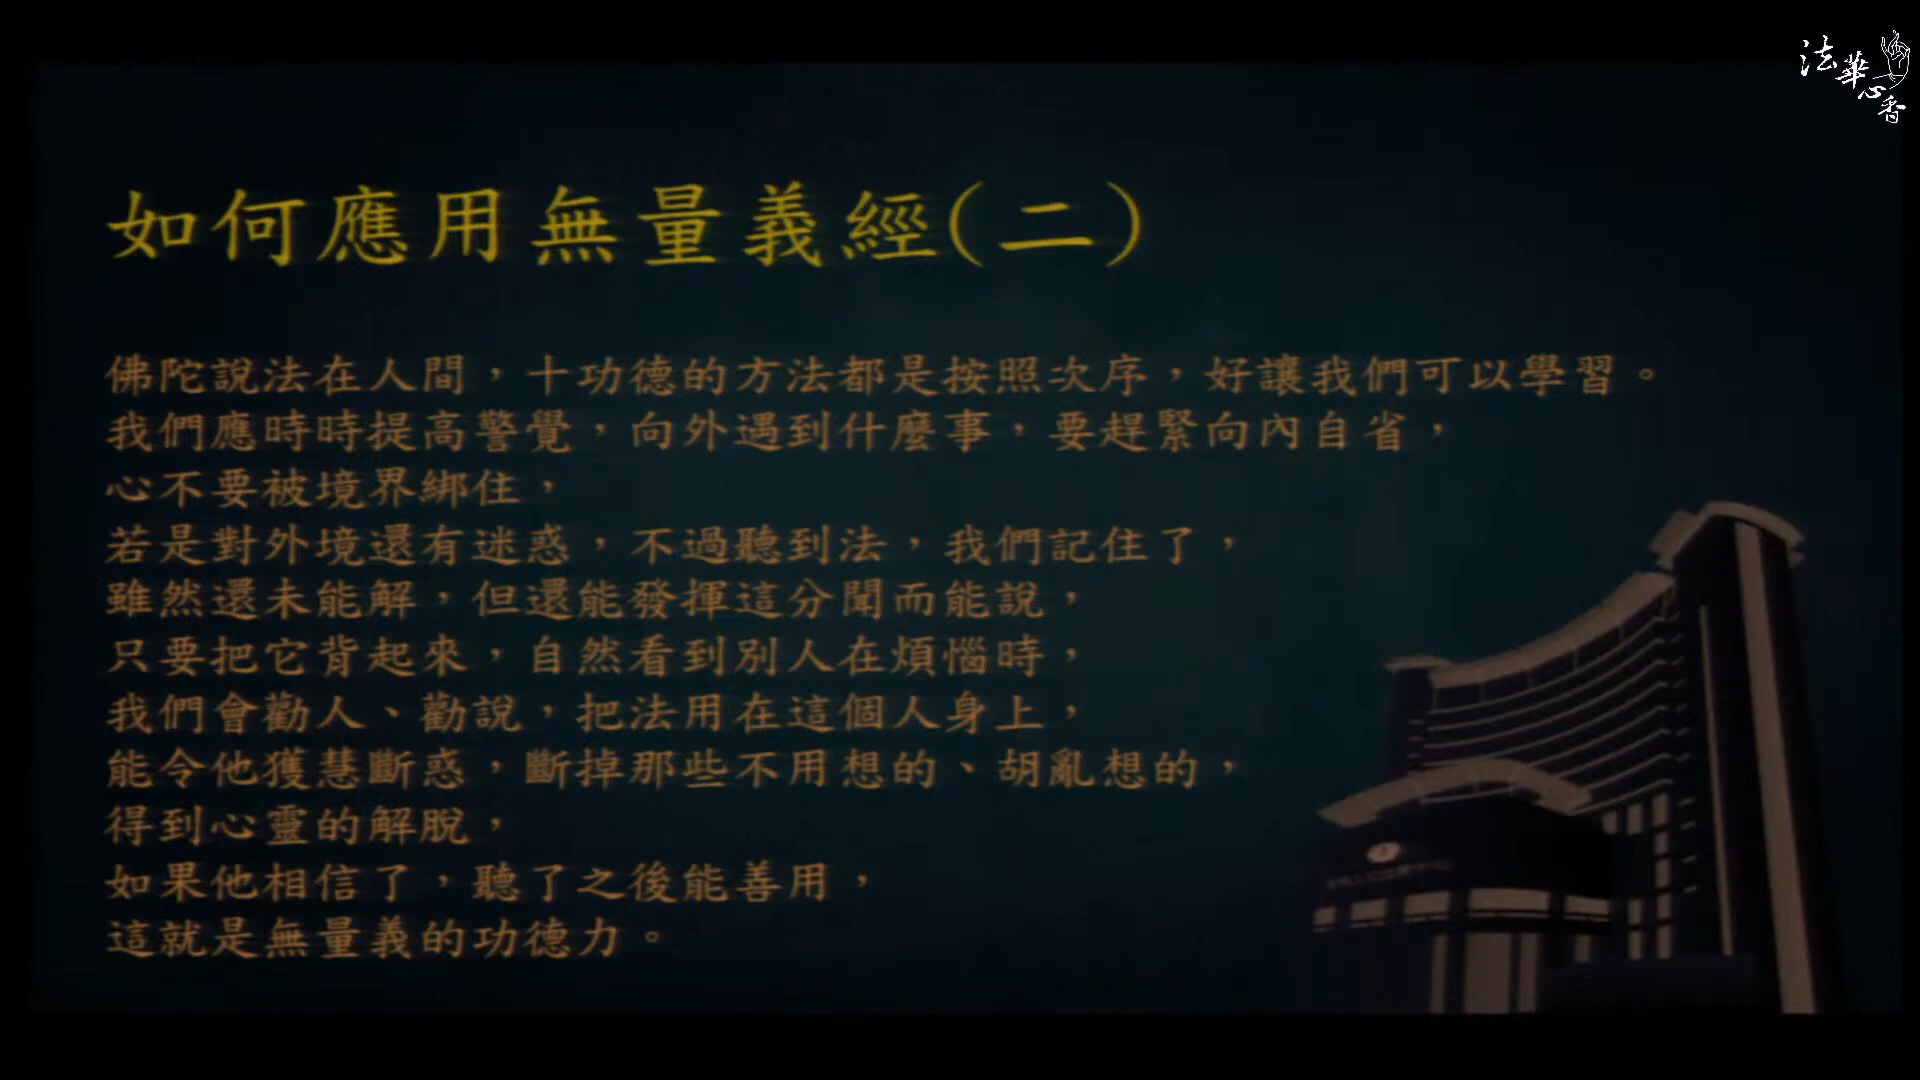 法華心香
如何應用無量義經(二)
佛陀說法在人間，十功德的方法都是按照次序，好讓我們可以學習。
我們應時時提高警覺，向外遇到什麼事，要趕緊向內自省，
心不要被境界綁住，
若是對外境還有迷惑，不過聽到法，我們記住了，
雖然還未能解，但還能發揮這分聞而能說，
只要把它背起來，自然看到別人在煩惱時，
我們會勸人、勸說，把法用在這個人身上，
能令他獲慧斷惑，斷掉那些不用想的、胡亂想的，
得到心靈的解脫，
如果他相信了，聽了之後能善用，
這就是無量義的功德力。